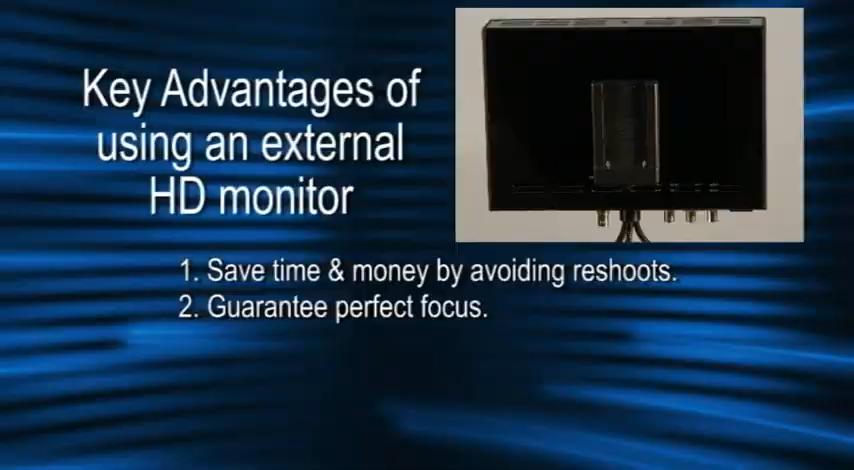 Key Advantages of
using an external
HD monitor
1. Save time & money by avoiding reshoots.
2. Guarantee perfect focus.